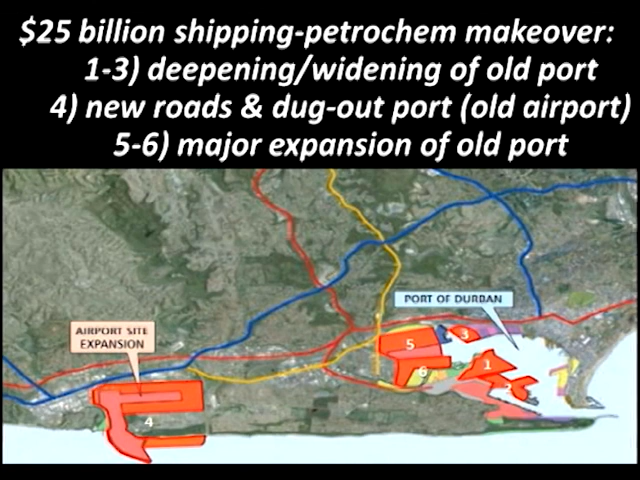 $25 billion shipping-petrochem makeover:
1-3) deepening/widening of old port
4) new roads & dug-out port (old airport)
5-6) major expansion of old port
PORT OF DURBAN
AIRPORT SITE
EXPANSION
3
5
1
6
2
4